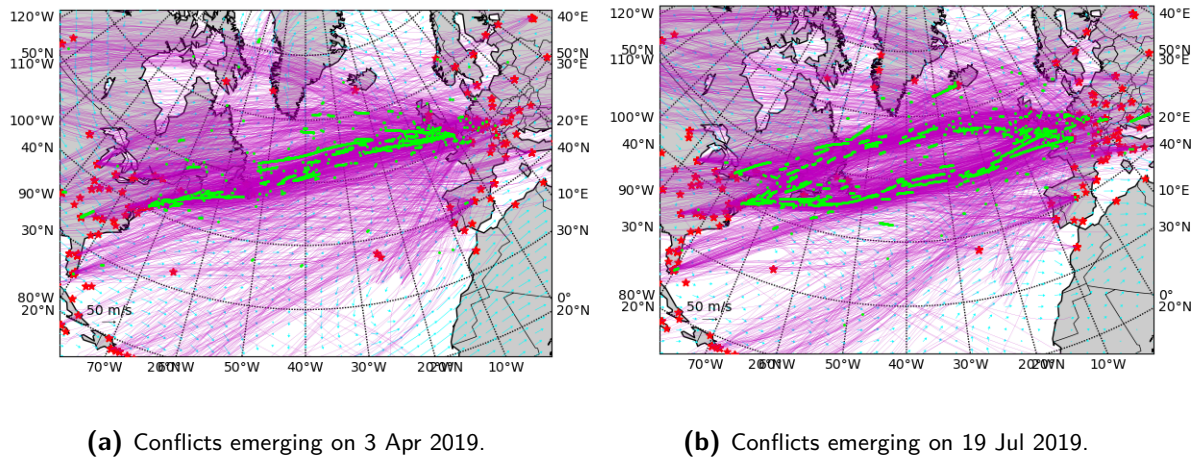 120°W
40°E
50°N
110°W
50°N
30°E
100°W
20°E
40°N
40°N
90°W
10°E
30°N
30°N
80°W
0°
20°N
20°N
50 m/s
70°W
60°W
50°W
40°W
30°W
20°W
10°W
120°W
40°E
50°N
110°W
50°N
30°E
100°W
20°E
40°N
40°N
90°W
10°E
30°N
30°N
80°W
0°
20°N
20°N
50 m/s
70°W
60°W
50°W
40°W
30°W
20°W
10°W
(a) Conflicts emerging on 3 Apr 2019.
(b) Conflicts emerging on 19 Jul 2019.